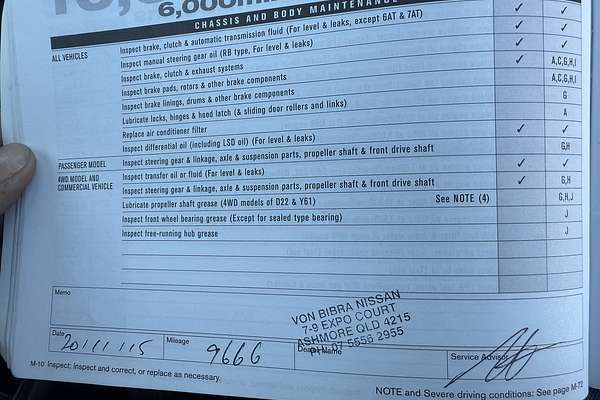 6,000mi
CHASSIS AND BODY MAINTENANCE
ALL VEHICLES
Inspect brake, clutch & automatic transmission fluid (For level & leaks, except 6AT & 7AT) ✓ ✓
Inspect manual steering gear oil (RB type, For level & leaks) ✓ ✓
Inspect brake, clutch & exhaust systems ✓ ✓
Inspect brake pads, rotors & other brake components A,C,G,H,I
Inspect brake linings, drums & other brake components A,C,G,H,I
Lubricate locks, hinges & hood latch (& sliding door rollers and links) G
Replace air conditioner filter A
Inspect differential oil (including LSD oil) (For level & leaks) ✓ ✓
PASSENGER MODEL Inspect steering gear & linkage, axle & suspension parts, propeller shaft & front drive shaft G,H
4WD MODEL AND COMMERCIAL VEHICLE Inspect transfer oil or fluid (For level & leaks) ✓ ✓
Inspect steering gear & linkage, axle & suspension parts, propeller shaft & front drive shaft ✓ G,H
Lubricate propeller shaft grease (4WD models of D22 & Y61) See NOTE (4) G,H,J
Inspect front wheel bearing grease (Except for sealed type bearing) J
Inspect free-running hub grease J
Memo
VON BIBRA NISSAN
7-9 EXPO COURT
ASHMORE QLD 4215
PH: 07 5556 2955
Date 20/11/15 Mileage 9666 Dealer Name Service Advisor
M-10 Inspect: Inspect and correct, or replace as necessary.
NOTE and Severe driving conditions: See page M-72